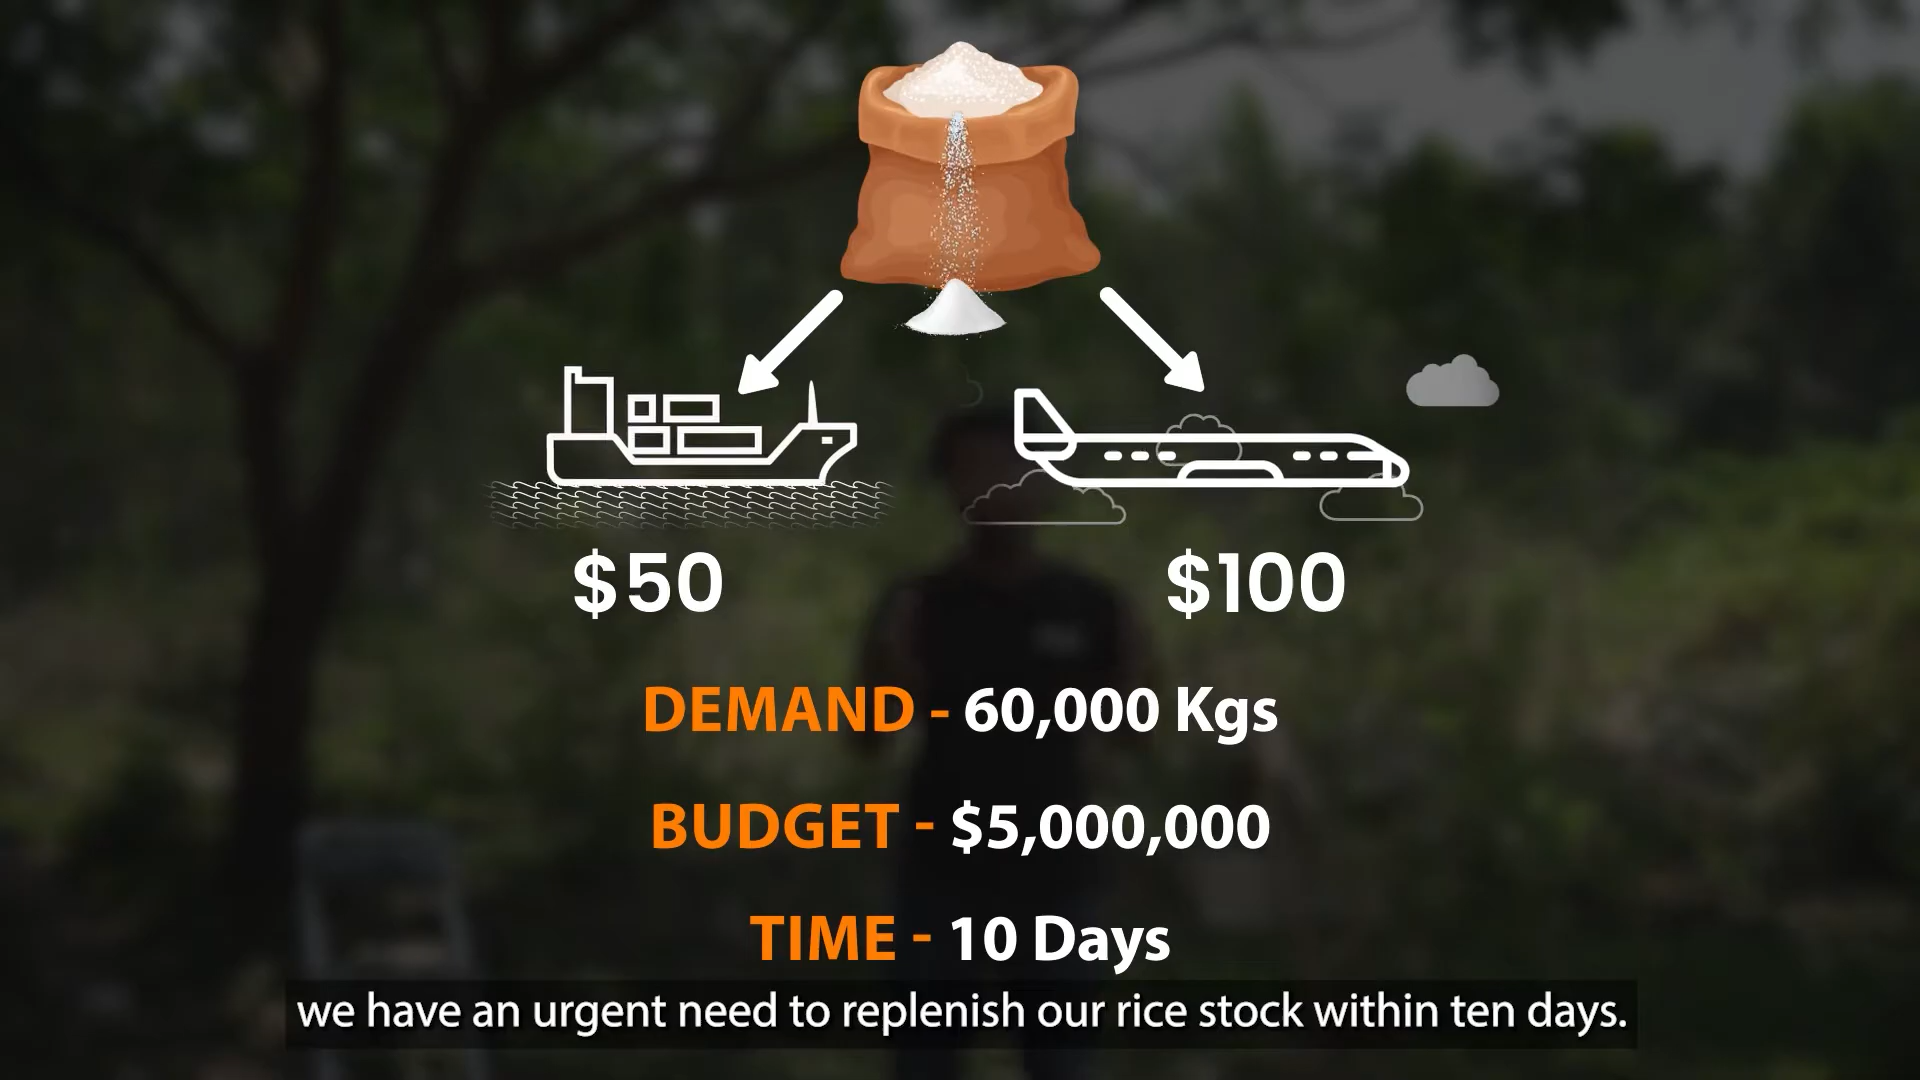 $50
$100
DEMAND - 60,000 Kgs
BUDGET - $5,000,000
TIME - 10 Days
we have an urgent need to replenish our rice stock within ten days.